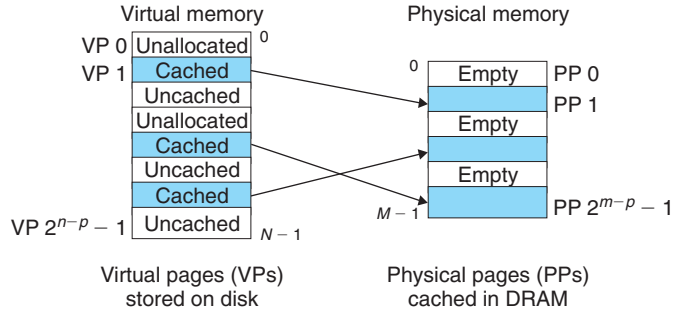 Virtual memory
Physical memory
VP 0 Unallocated 0
VP 1 Cached
Uncached
Unallocated
Cached
Uncached
Cached
VP 2^{n-p} − 1 Uncached
N − 1
0 Empty PP 0
PP 1
Empty
Empty
M − 1 PP 2^{m-p} − 1
Virtual pages (VPs)
stored on disk
Physical pages (PPs)
cached in DRAM